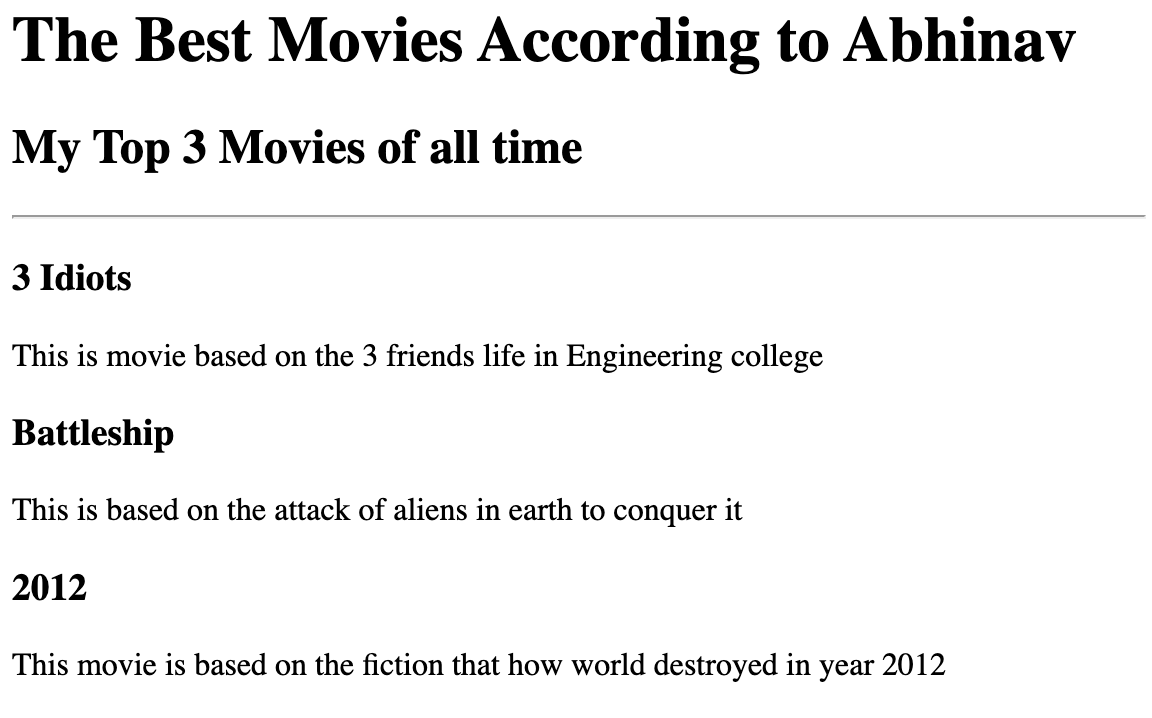 The Best Movies According to Abhinav
My Top 3 Movies of all time
3 Idiots
This is movie based on the 3 friends life in Engineering college
Battleship
This is based on the attack of aliens in earth to conquer it
2012
This movie is based on the fiction that how world destroyed in year 2012